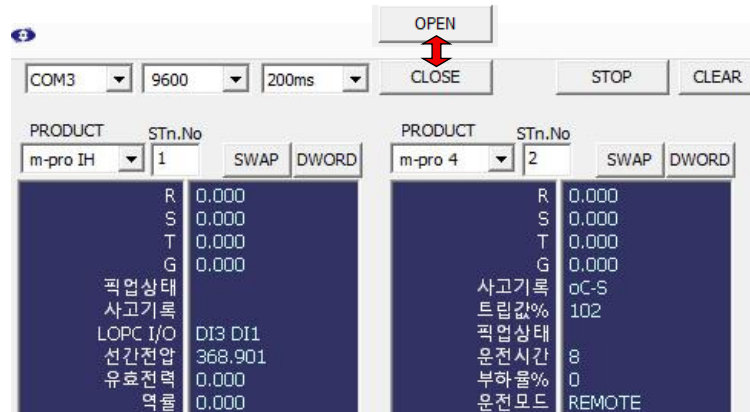 OPEN
COM3 9600 200ms CLOSE STOP CLEAR
PRODUCT STn.No PRODUCT STn.No
m-pro IH 1 SWAP DWORD m-pro 4 2 SWAP DWORD
R 0.000 R 0.000
S 0.000 S 0.000
T 0.000 T 0.000
G 0.000 G 0.000
픽업상태 사고기록 oC-S
사고기록 트립값% 102
LOPC I/O DI3 DI1 픽업상태
선간전압 368.901 운전시간 8
유효전력 0.000 부하율% 0
역률 0.000 운전모드 REMOTE